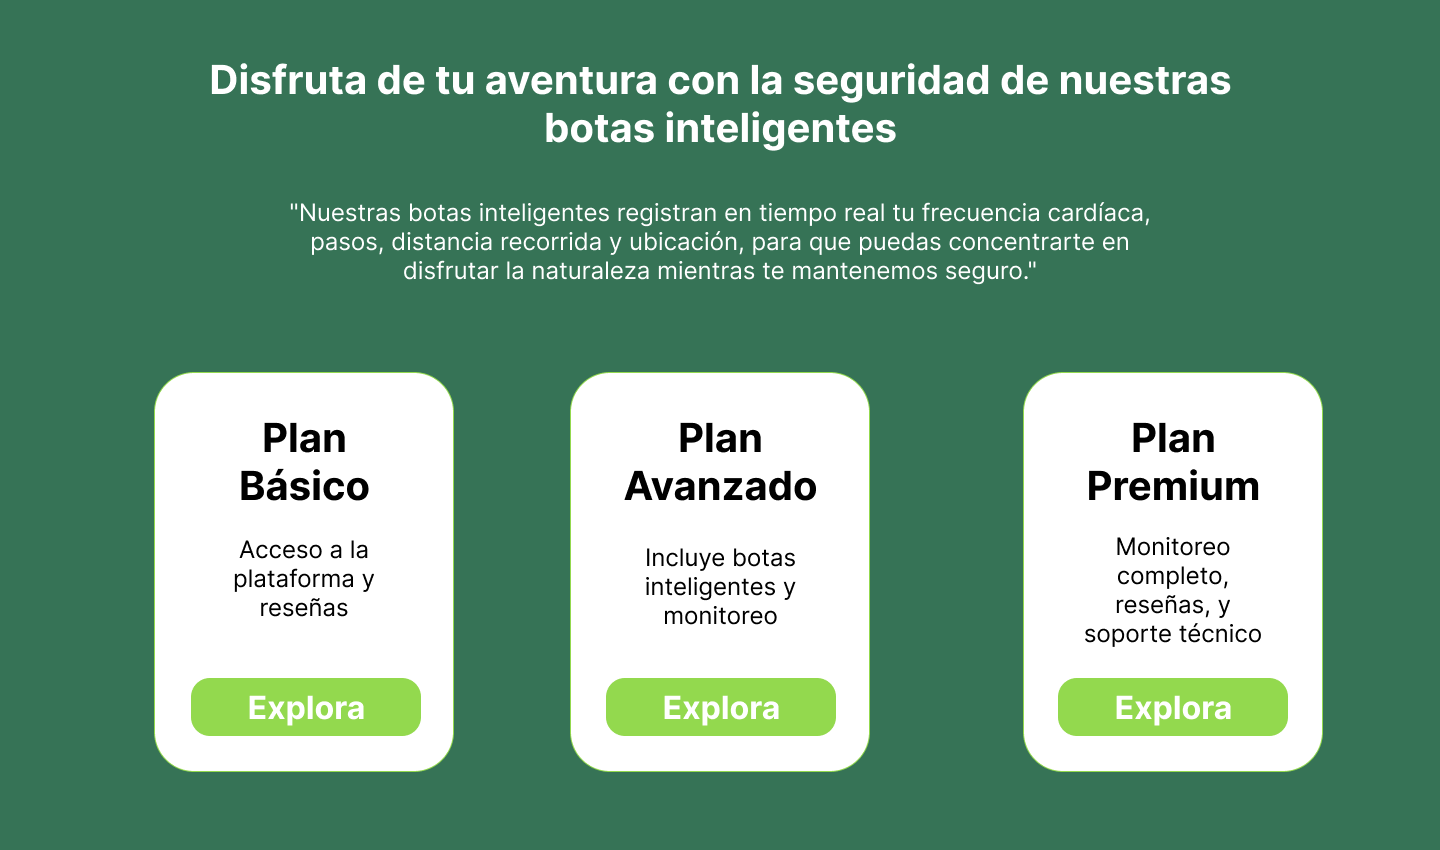 Disfruta de tu aventura con la seguridad de nuestras
botas inteligentes
"Nuestras botas inteligentes registran en tiempo real tu frecuencia cardíaca,
pasos, distancia recorrida y ubicación, para que puedas concentrarte en
disfrutar la naturaleza mientras te mantenemos seguro."
Plan
Básico
Acceso a la
plataforma y
reseñas
Explora
Plan
Avanzado
Incluye botas
inteligentes y
monitoreo
Explora
Plan
Premium
Monitoreo
completo,
reseñas, y
soporte técnico
Explora